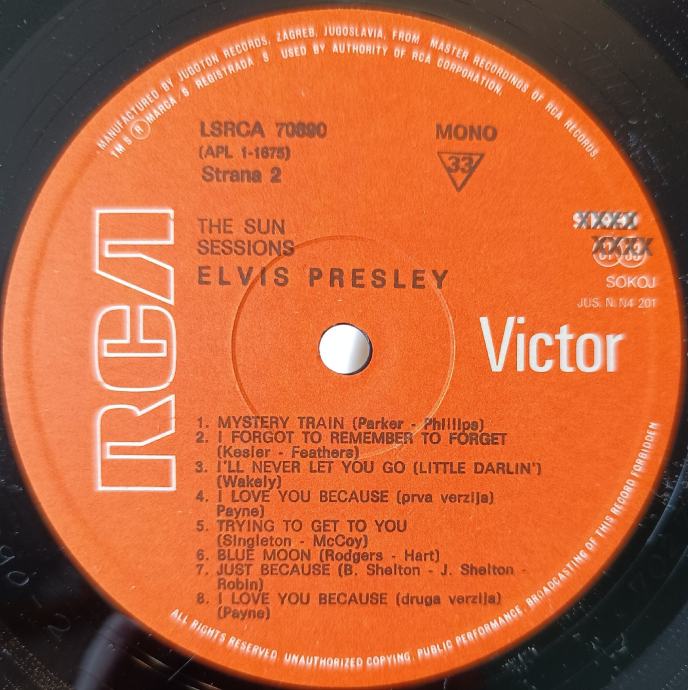 MANUFACTURED BY JUGOTON RECORDS, ZAGREB, JUGOSLAVIA, FROM MASTER RECORDINGS OF RCA RECORDS
TM S ® MARCA S REGISTRADA S USED BY AUTHORITY OF RCA CORPORATION.
LSRCA 70890
(APL 1-1675)
Strana 2
MONO
33
THE SUN
SESSIONS
ELVIS PRESLEY
XXXX
XXXX
SOKOJ
JUS. N. N4 201
RCA
Victor
1. MYSTERY TRAIN (Parker - Phillips)
2. I FORGOT TO REMEMBER TO FORGET
(Kesler - Feathers)
3. I'LL NEVER LET YOU GO (LITTLE DARLIN')
(Wakely)
4. I LOVE YOU BECAUSE (prva verzija)
Payne)
5. TRYING TO GET TO YOU
(Singleton - McCoy)
6. BLUE MOON (Rodgers - Hart)
7. JUST BECAUSE (B. Shelton - J. Shelton -
Robin)
8. I LOVE YOU BECAUSE (druga verzija)
(Payne)
ALL RIGHTS RESERVED. UNAUTHORIZED COPYING, PUBLIC PERFORMANCE, BROADCASTING OF THIS RECORD FORBIDDEN